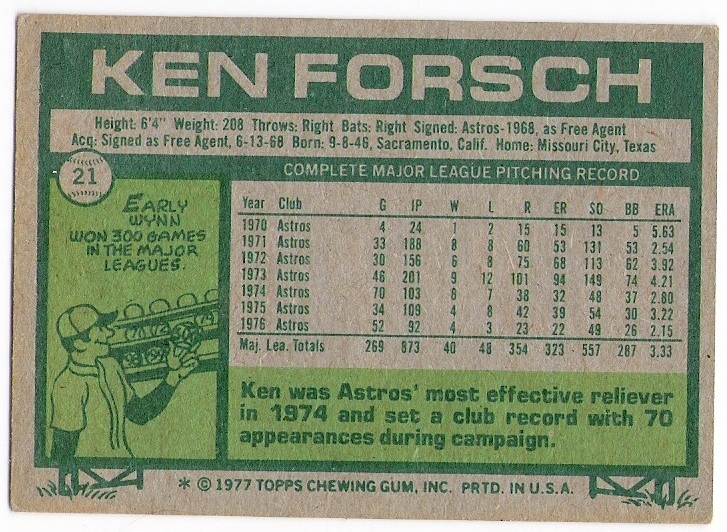 KEN FORSCH
Height: 6'4" Weight: 208 Throws: Right Bats: Right Signed: Astros-1968, as Free Agent
Acq: Signed as Free Agent, 6-13-68 Born: 9-8-46, Sacramento, Calif. Home: Missouri City, Texas
21
EARLY
WYNN
WON 300 GAMES
IN THE MAJOR
LEAGUES.
COMPLETE MAJOR LEAGUE PITCHING RECORD
Year Club G IP W L R ER SO BB ERA
1970 Astros 4 24 1 2 15 15 13 5 5.63
1971 Astros 33 188 8 8 60 53 131 53 2.54
1972 Astros 30 156 6 8 75 68 113 62 3.92
1973 Astros 46 201 9 12 101 94 149 74 4.21
1974 Astros 70 103 8 7 38 32 48 37 2.80
1975 Astros 34 109 4 8 42 39 54 30 3.22
1976 Astros 52 92 4 3 23 22 49 26 2.15
Maj. Lea. Totals 269 873 40 48 354 323 557 287 3.33
Ken was Astros' most effective reliever
in 1974 and set a club record with 70
appearances during campaign.
* © 1977 TOPPS CHEWING GUM, INC. PRTD. IN U.S.A.